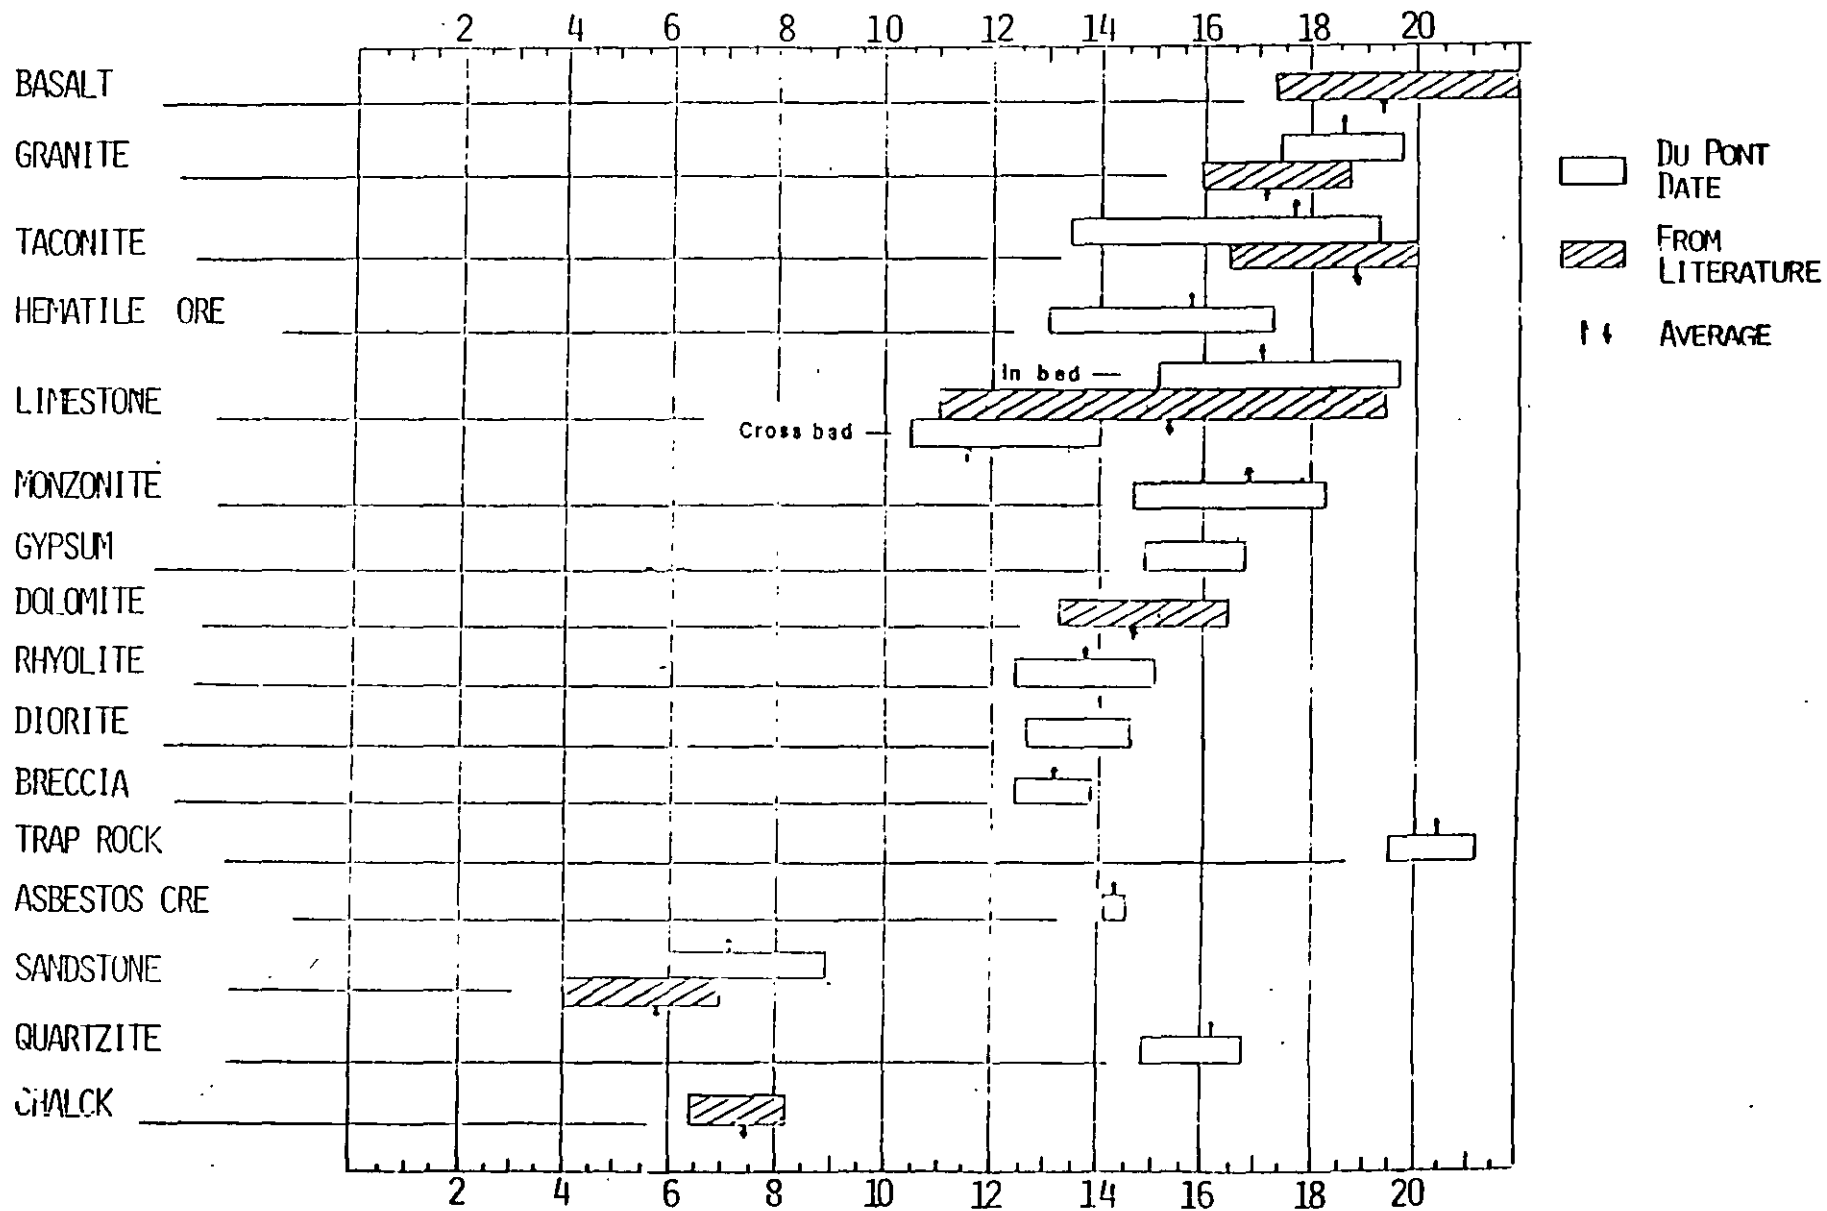 2 4 6 8 10 12 14 16 18 20
BASALT
GRANITE
TACONITE
HEMATILE ORE
In bed
LIMESTONE
Cross bad
MONZONITE
GYPSUM
DOLOMITE
RHYOLITE
DIORITE
BRECCIA
TRAP ROCK
ASBESTOS CRE
SANDSTONE
QUARTZITE
CHALCK
2 4 6 8 10 12 14 16 18 20
DU PONT
DATE
FROM
LITERATURE
AVERAGE